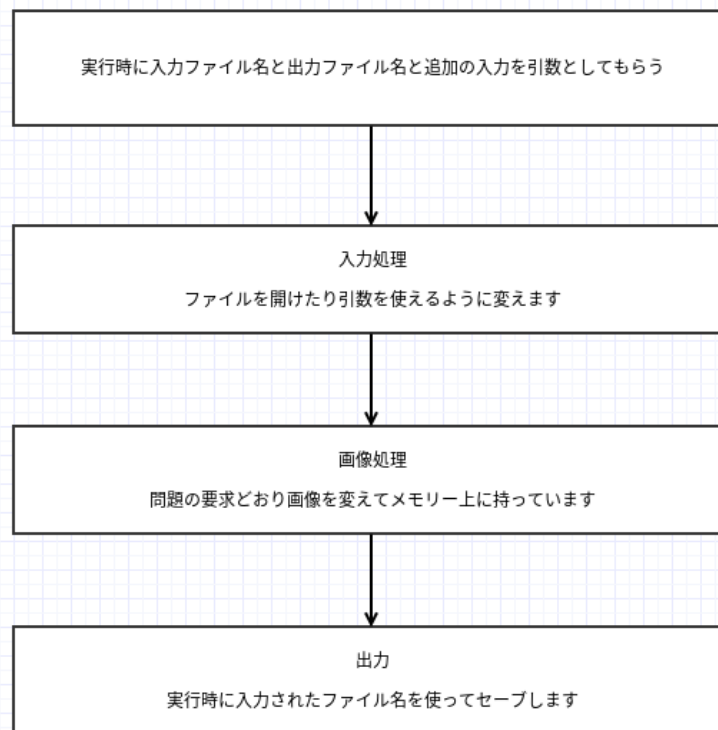 実行時に入力ファイル名と出力ファイル名と追加の入力を引数としてもらう
入力処理
ファイルを開けたり引数を使えるように変えます
画像処理
問題の要求どおり画像を変えてメモリー上に持っています
出力
実行時に入力されたファイル名を使ってセーブします